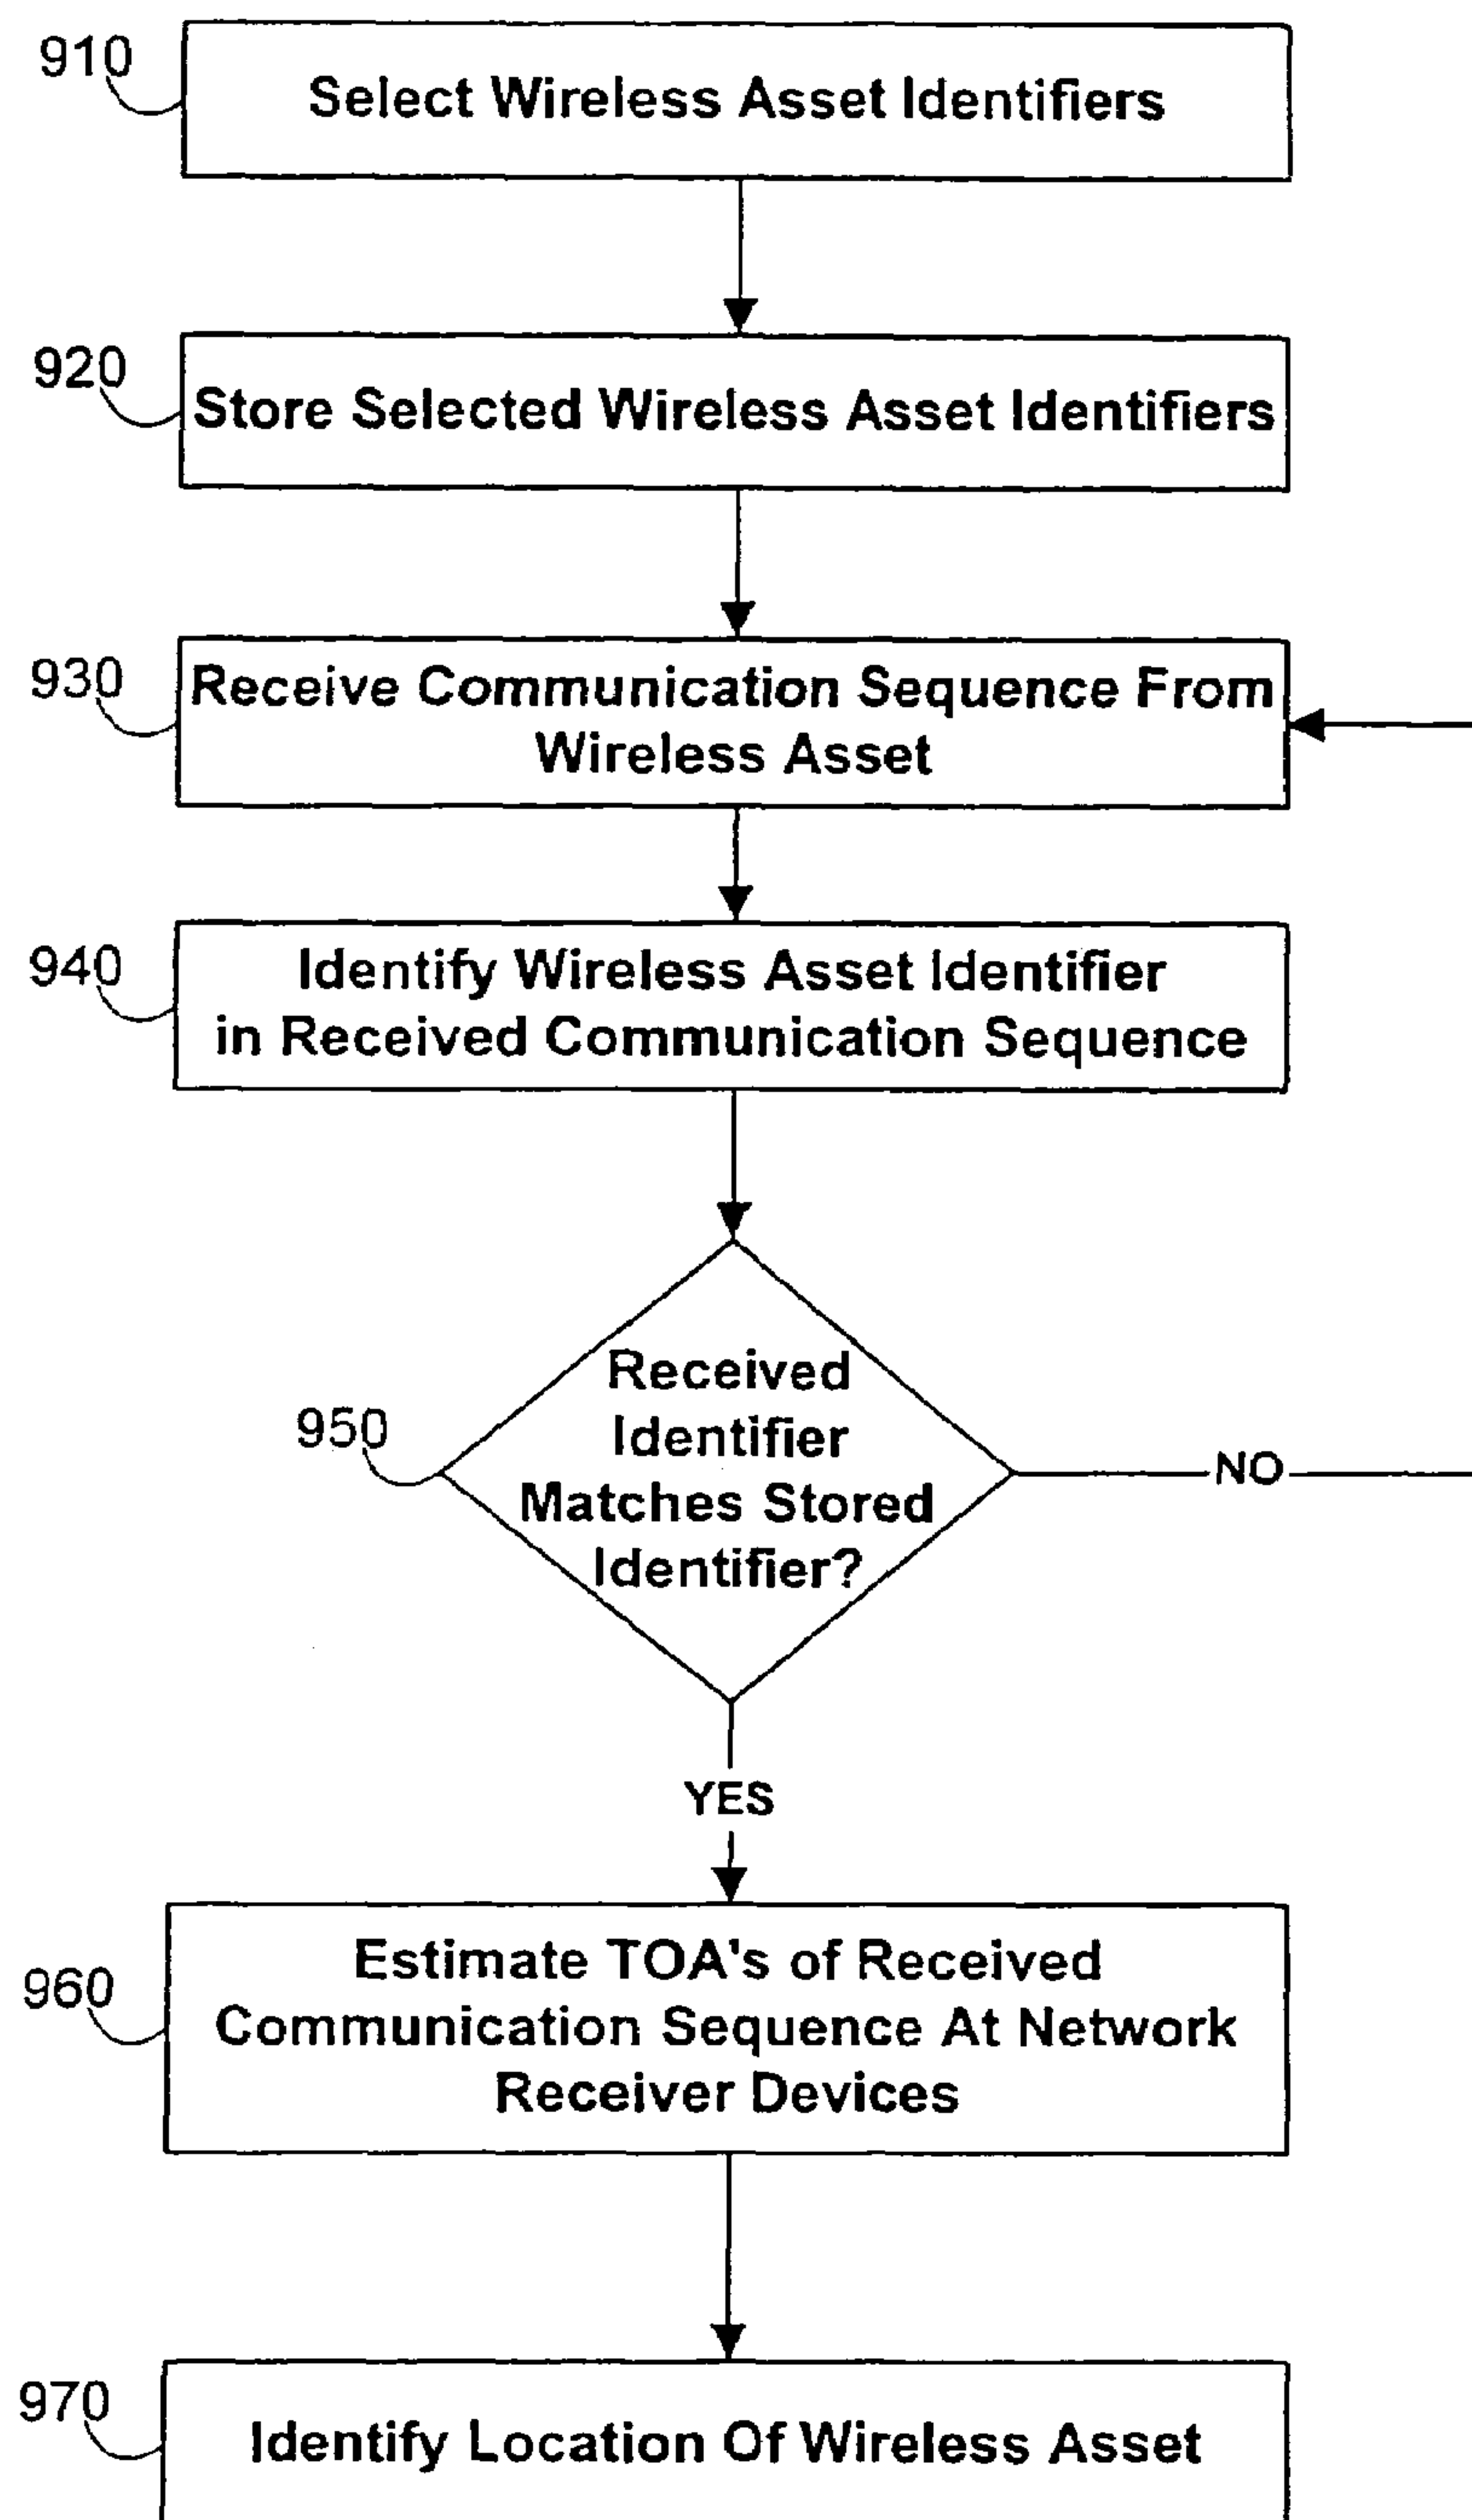 910
Select Wireless Asset Identifiers
920
Store Selected Wireless Asset Identifiers
930
Receive Communication Sequence From
Wireless Asset
940
Identify Wireless Asset Identifier
in Received Communication Sequence
950
Received
Identifier
Matches Stored
Identifier?
NO
YES
960
Estimate TOA's of Received
Communication Sequence At Network
Receiver Devices
970
Identify Location Of Wireless Asset